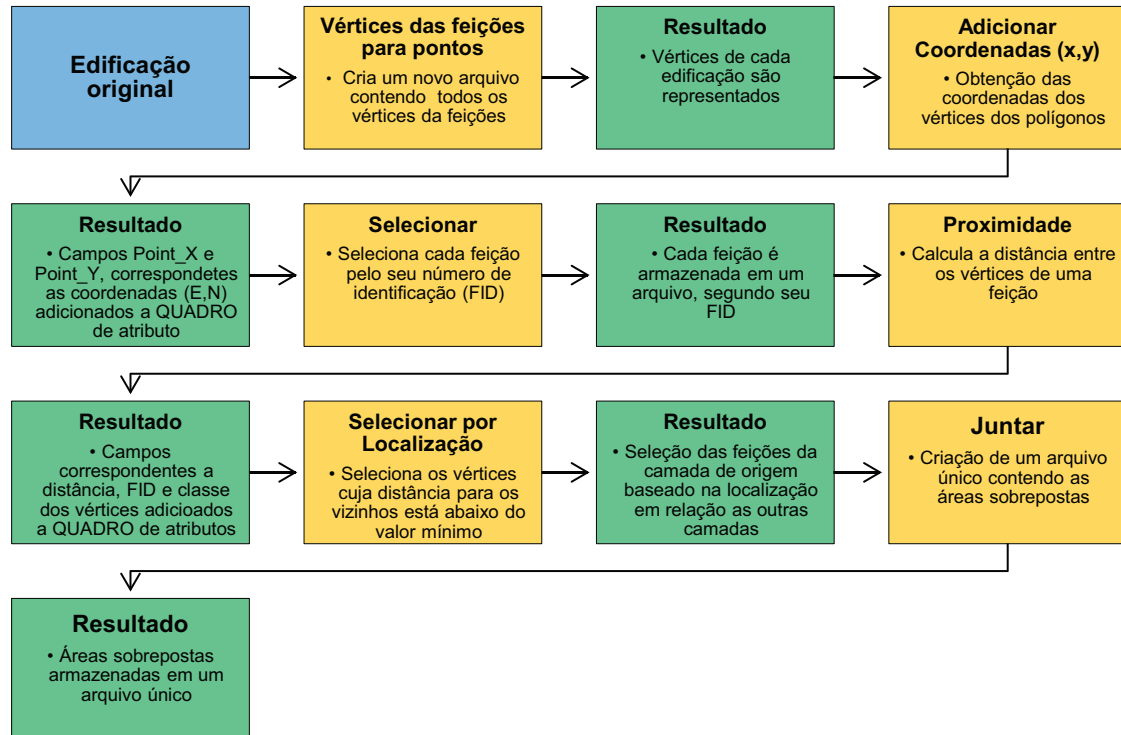 Edificação
original
Vértices das feições
para pontos
• Cria um novo arquivo
contendo todos os
vértices da feições
Resultado
• Vértices de cada
edificação são
representados
Adicionar
Coordenadas (x,y)
• Obtenção das
coordenadas dos
vértices dos polígonos
Resultado
• Campos Point_X e
Point_Y, correspondetes
as coordenadas (E,N)
adicionados a QUADRO
de atributo
Selecionar
• Seleciona cada feição
pelo seu número de
identificação (FID)
Resultado
• Cada feição é
armazenada em um
arquivo, segundo seu
FID
Proximidade
• Calcula a distância entre
os vértices de uma
feição
Resultado
• Campos
correspondentes a
distância, FID e classe
dos vértices adicioados
a QUADRO de atributos
Selecionar por
Localização
• Seleciona os vértices
cuja distância para os
vizinhos está abaixo do
valor mínimo
Resultado
• Seleção das feições da
camada de origem
baseado na localização
em relação as outras
camadas
Juntar
• Criação de um arquivo
único contendo as
áreas sobrepostas
Resultado
• Áreas sobrepostas
armazenadas em um
arquivo único